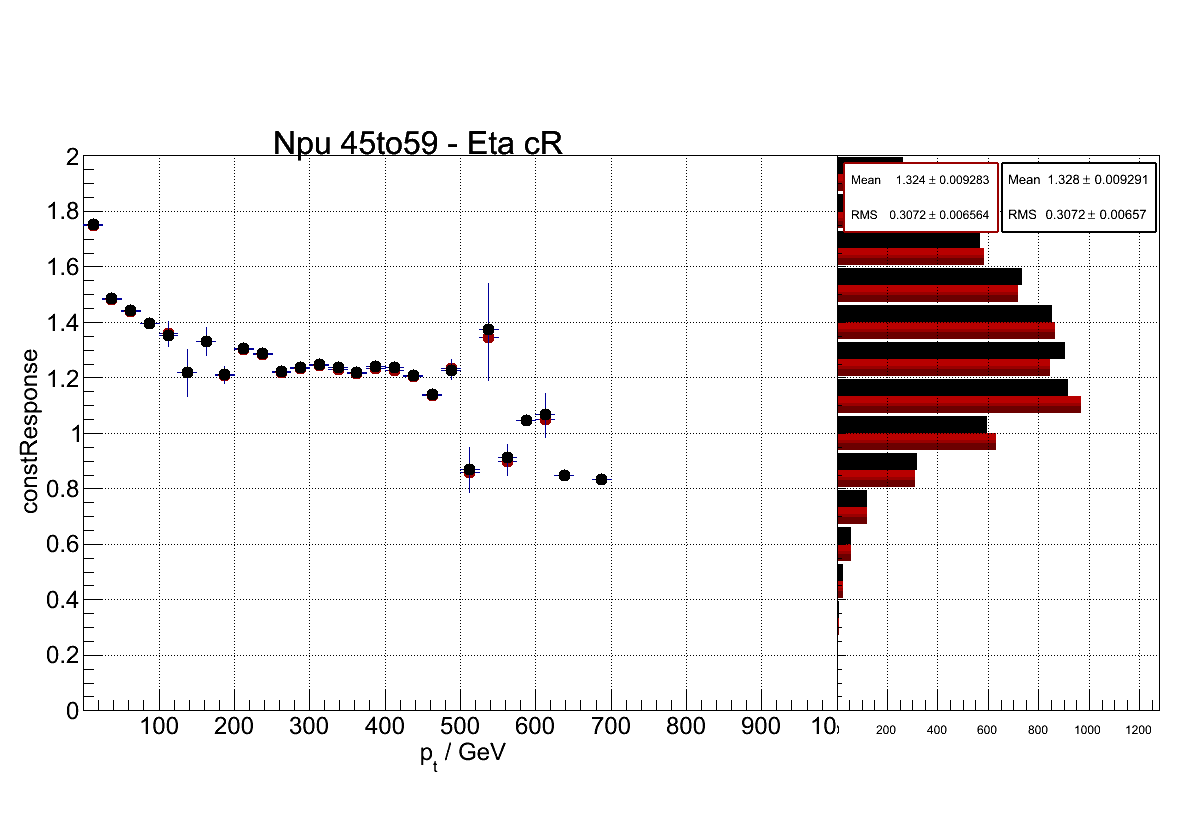 Npu 45to59 - Eta cR
2
1.8
1.6
1.4
1.2
1
0.8
0.6
0.4
0.2
0
constResponse
100 200 300 400 500 600 700 800 900 10
p_t / GeV
Mean 1.324 ± 0.009283
RMS 0.3072 ± 0.006564
Mean 1.328 ± 0.009291
RMS 0.3072 ± 0.00657
200 400 600 800 1000 1200